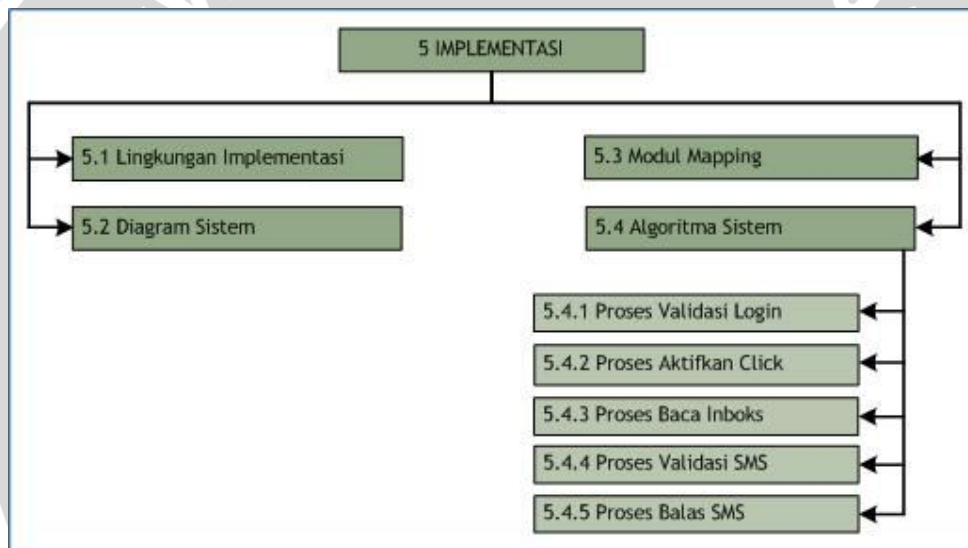 5 IMPLEMENTASI
5.1 Lingkungan Implementasi
5.2 Diagram Sistem
5.3 Modul Mapping
5.4 Algoritma Sistem
5.4.1 Proses Validasi Login
5.4.2 Proses Aktifkan Click
5.4.3 Proses Baca Inboks
5.4.4 Proses Validasi SMS
5.4.5 Proses Balas SMS